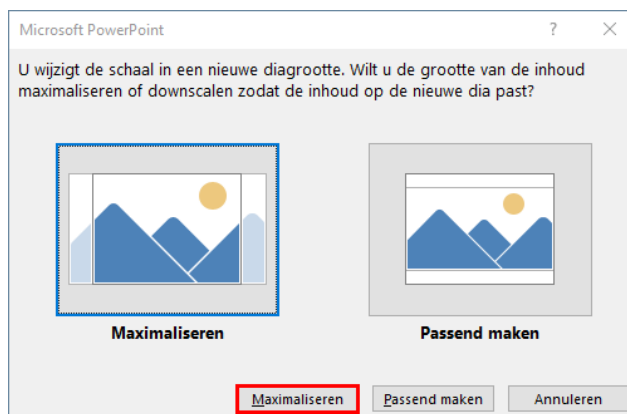 Microsoft PowerPoint ? ×
U wijzigt de schaal in een nieuwe diagrootte. Wilt u de grootte van de inhoud
maximaliseren of downscalen zodat de inhoud op de nieuwe dia past?
Maximaliseren Passend maken
Maximaliseren Passend maken Annuleren